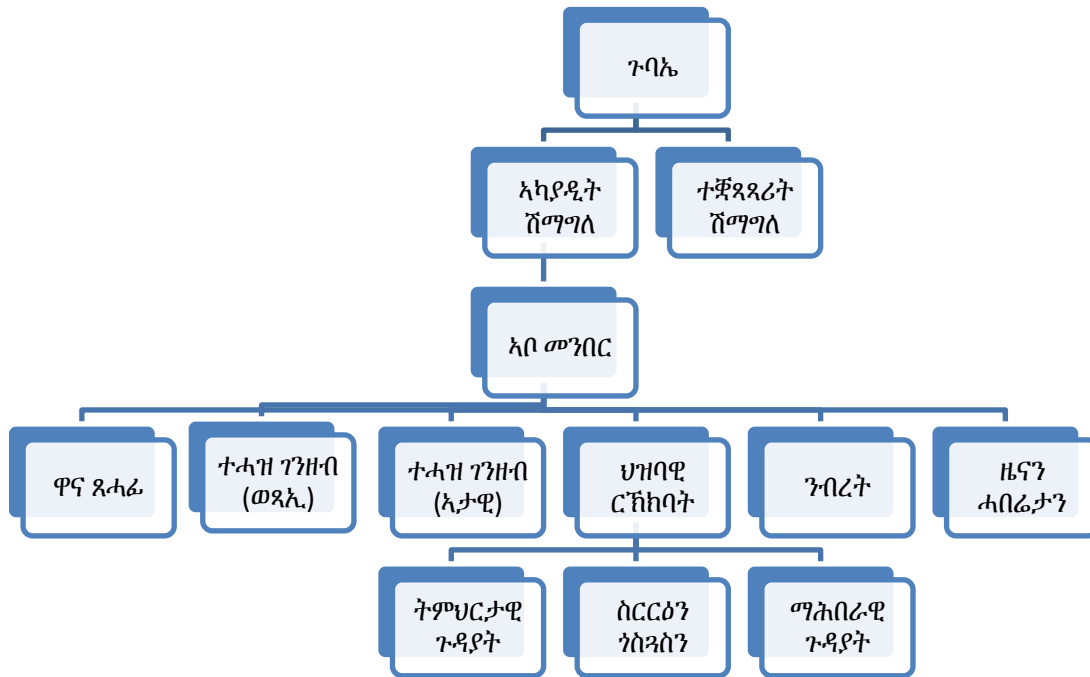 ጉባኤ
ኣካያዲት
ሽማግለ
ተቛጻጻሪት
ሽማግለ
ኣቦ መንበር
ዋና ጸሓፊ
ተሓዝ ገንዘብ
(ወጻኢ)
ተሓዝ ገንዘብ
(ኣታዊ)
ህዝባዊ
ርኽክባት
ንብረት
ዜናን
ሓበሬታን
ትምህርታዊ
ጉዳያት
ስርርዕን
ጎስጓስን
ማሕበራዊ
ጉዳያት